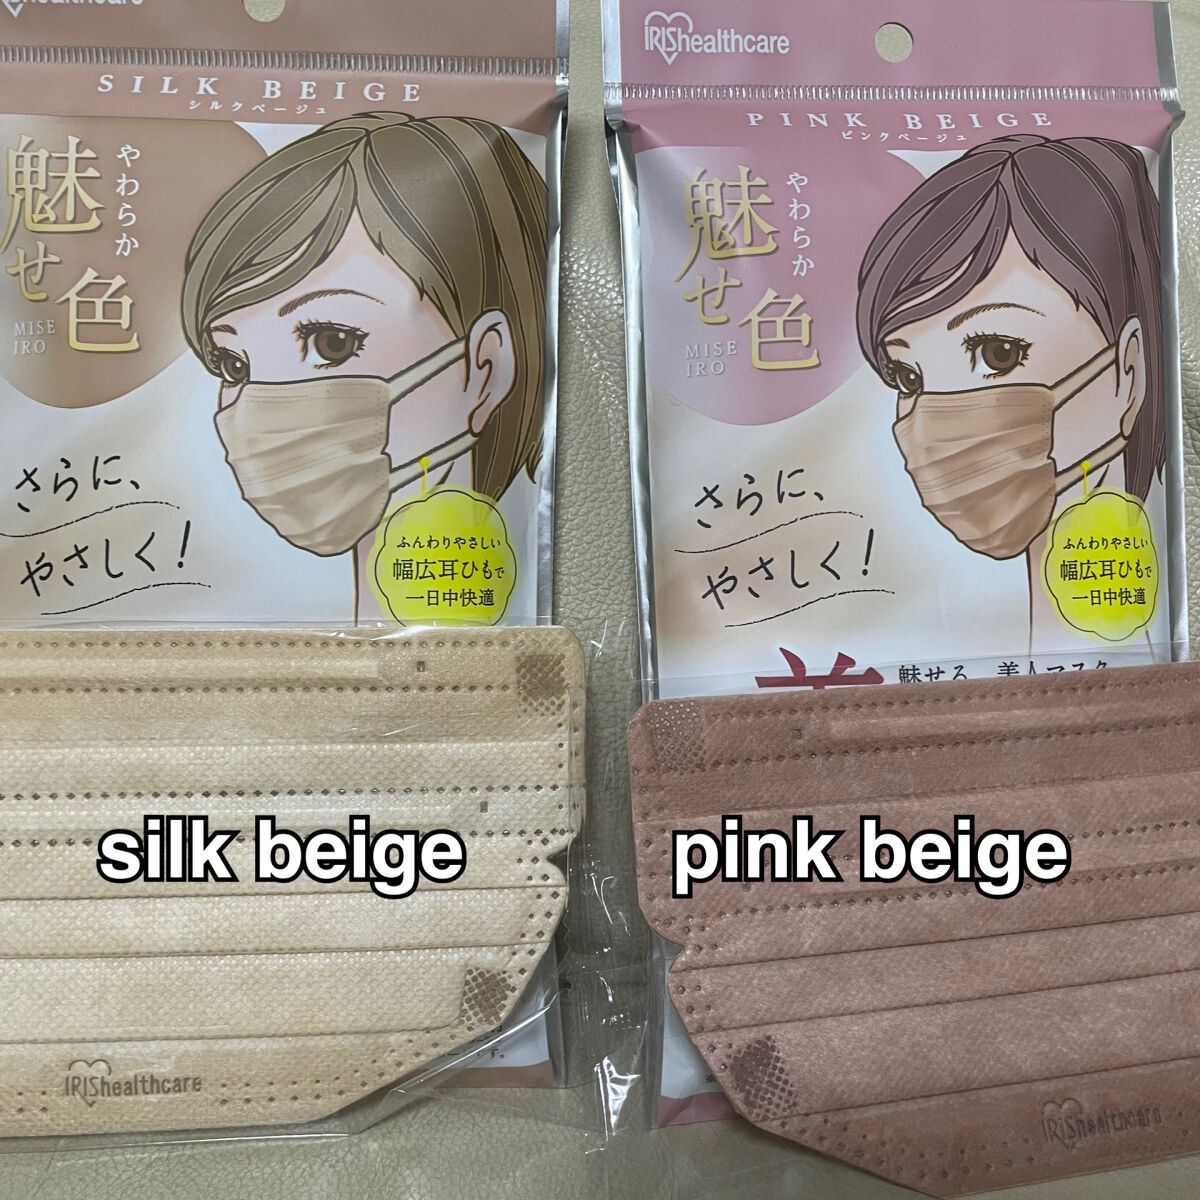 IRIShealthcare
SILK BEIGE
シルクベージュ
やわらか
魅せ色
MISE
IRO
さらに、
やさしく!
ふんわりやさしい
幅広耳ひもで
一日中快適
silk beige
IRIShealthcare
IRIShealthcare
PINK BEIGE
ピンクベージュ
やわらか
魅せ色
MISE
IRO
さらに、
やさしく!
ふんわりやさしい
幅広耳ひもで
一日中快適
魅せる、美人マスク
pink beige
IRIShealthcare